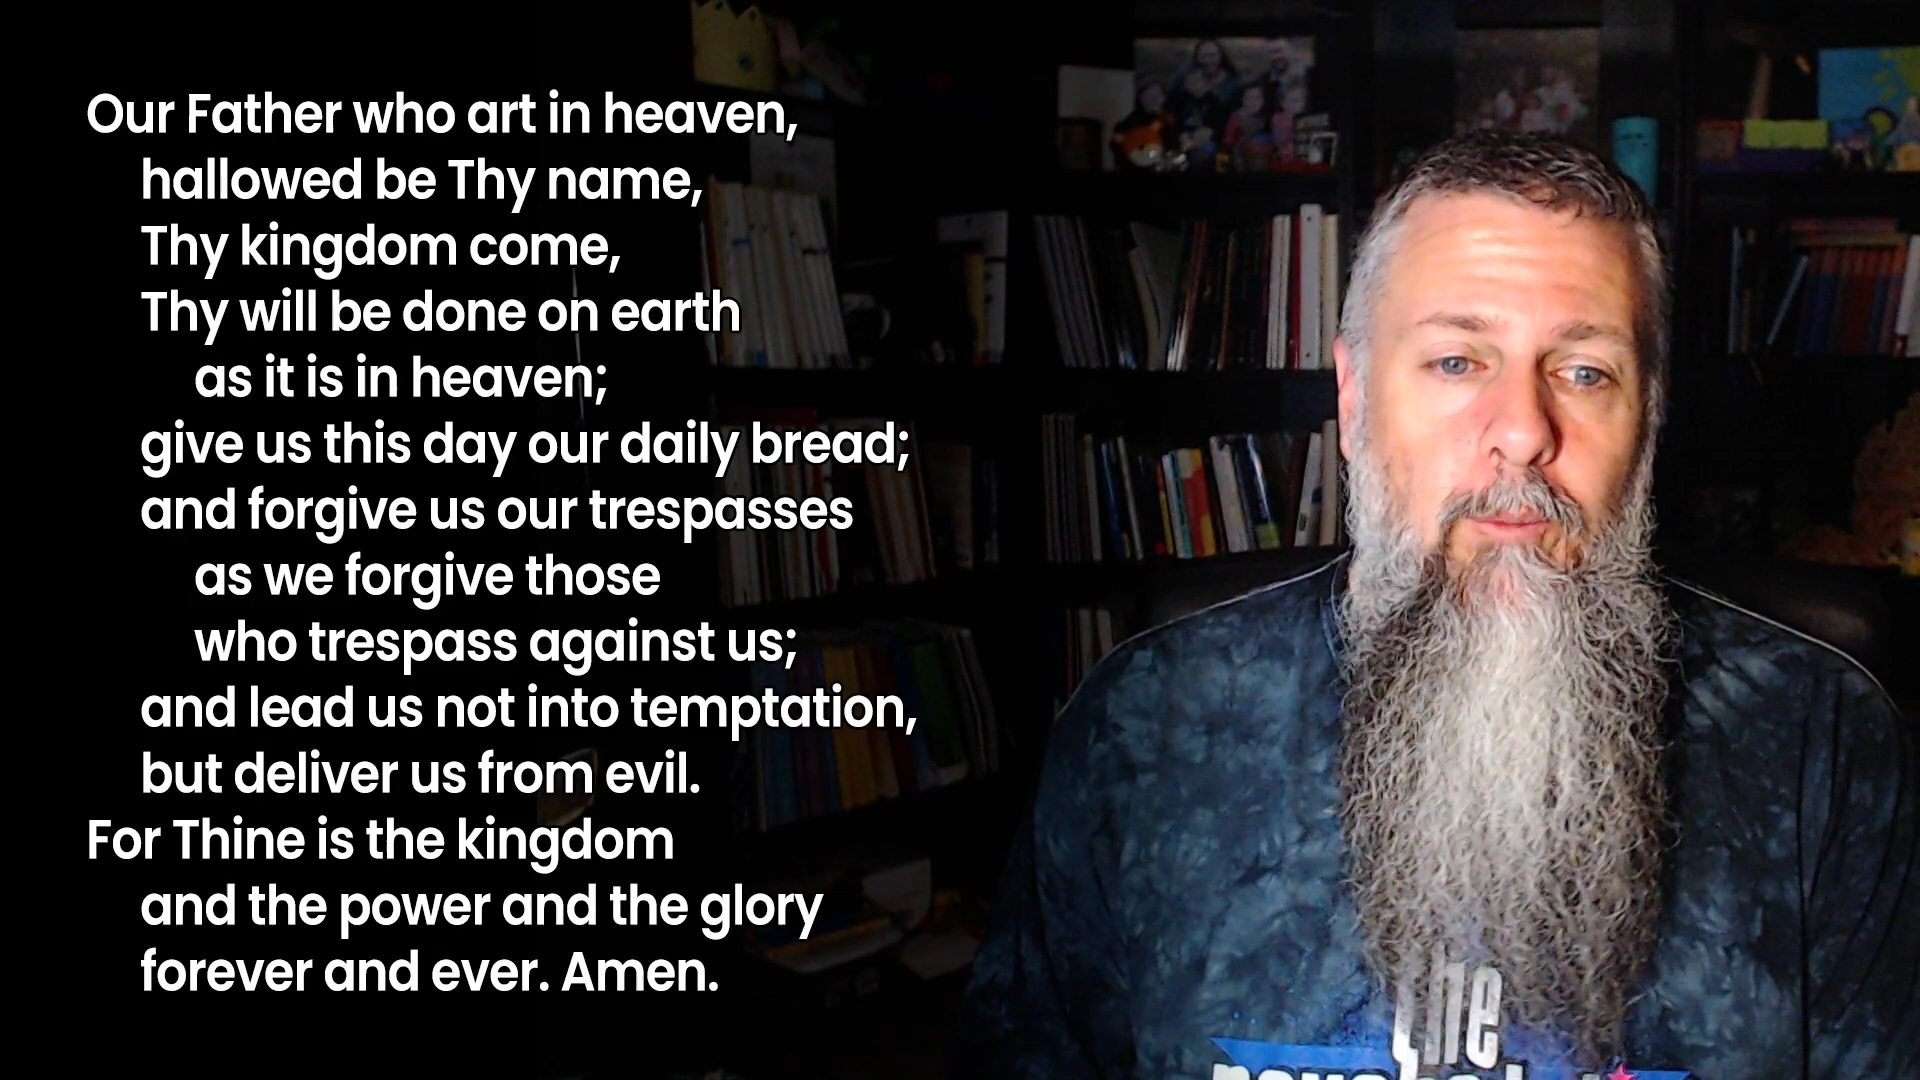 Our Father who art in heaven,
hallowed be Thy name,
Thy kingdom come,
Thy will be done on earth
as it is in heaven;
give us this day our daily bread;
and forgive us our trespasses
as we forgive those
who trespass against us;
and lead us not into temptation,
but deliver us from evil.
For Thine is the kingdom
and the power and the glory
forever and ever. Amen.
the